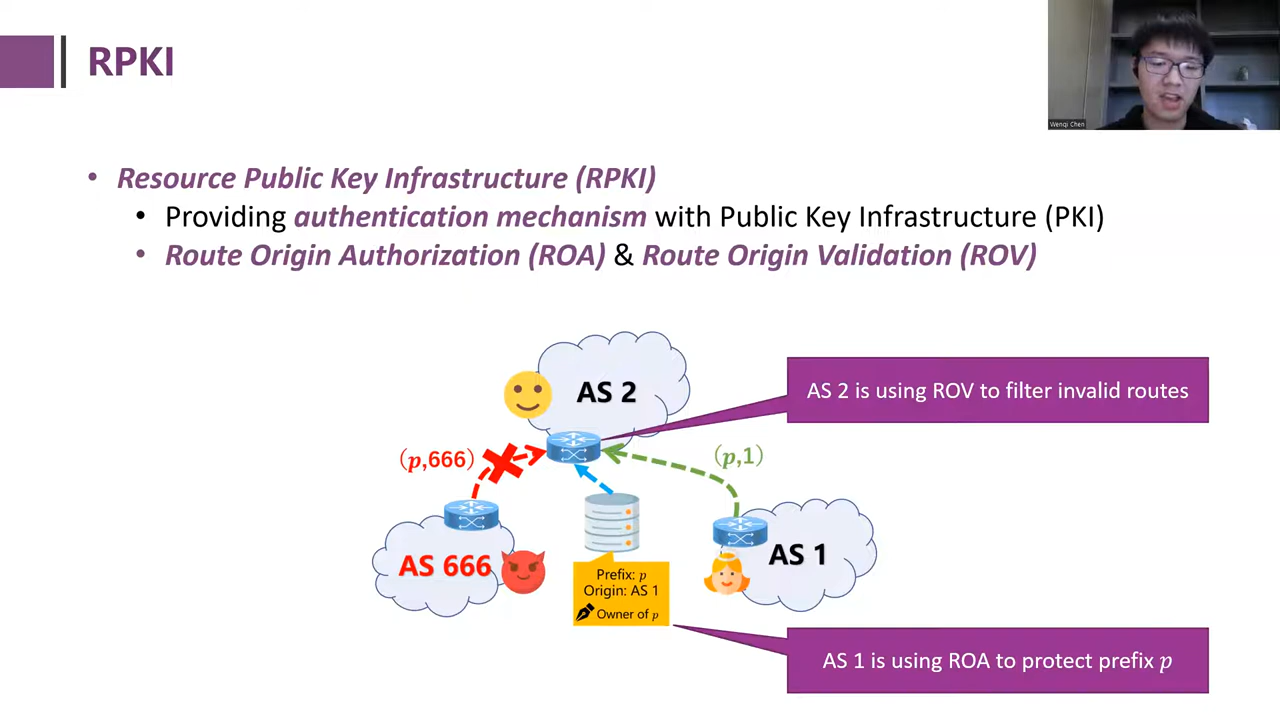 RPKI
Wenqi Chen
• Resource Public Key Infrastructure (RPKI)
• Providing authentication mechanism with Public Key Infrastructure (PKI)
• Route Origin Authorization (ROA) & Route Origin Validation (ROV)
AS 2
AS 2 is using ROV to filter invalid routes
(p,666)
(p,1)
AS 666
AS 1
Prefix: p
Origin: AS 1
Owner of p
AS 1 is using ROA to protect prefix p